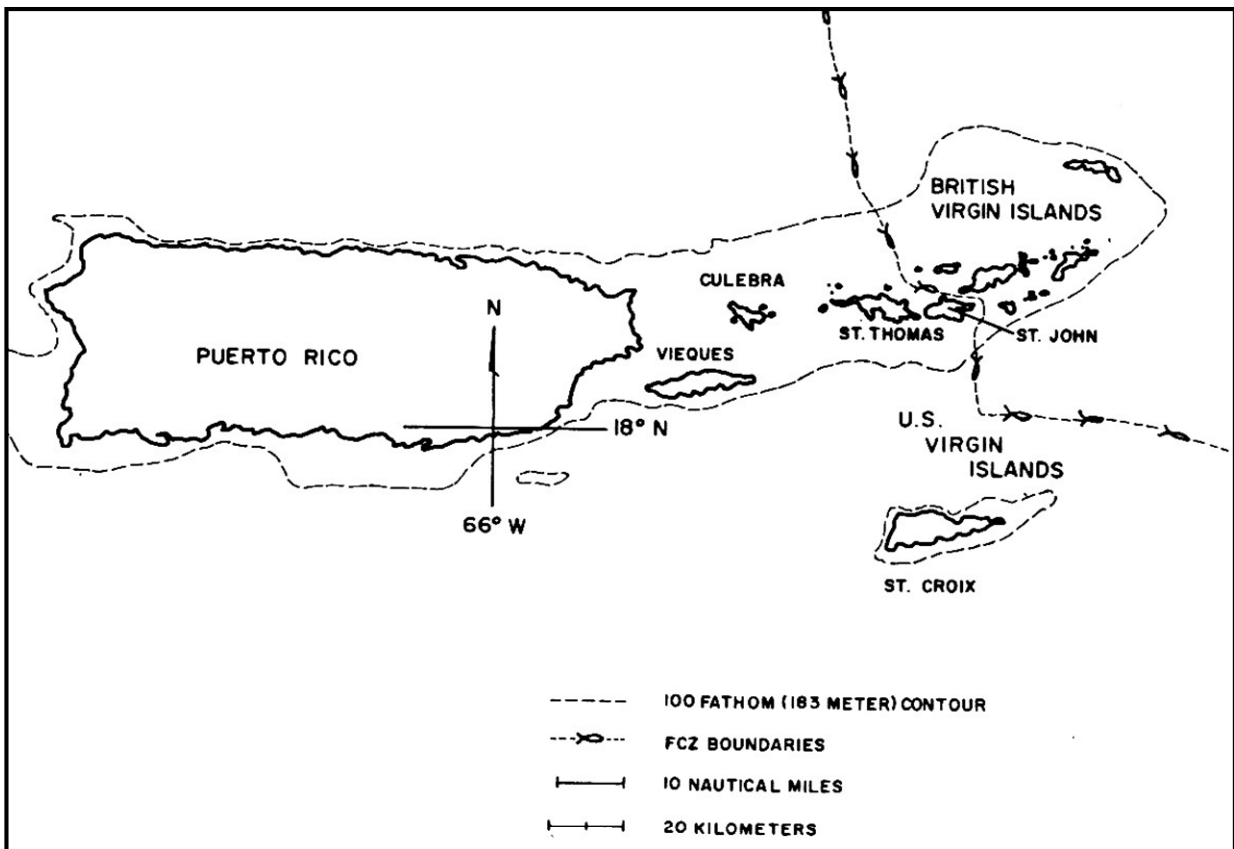 BRITISH
VIRGIN ISLANDS
CULEBRA
N
ST. THOMAS
ST. JOHN
PUERTO RICO
VIEQUES
18° N
U.S.
VIRGIN
ISLANDS
66° W
ST. CROIX
100 FATHOM (183 METER) CONTOUR
FCZ BOUNDARIES
10 NAUTICAL MILES
20 KILOMETERS